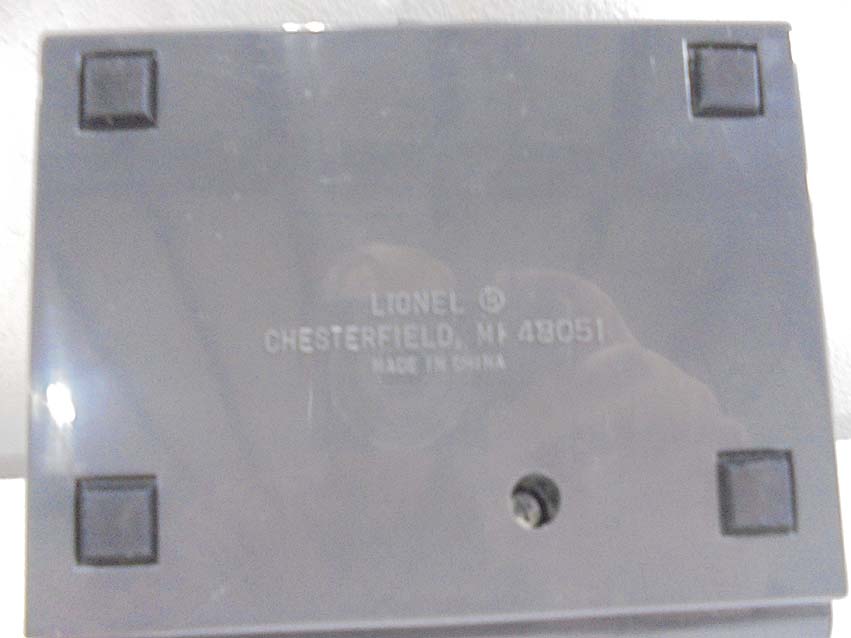 LIONEL ®
CHESTERFIELD, MI 48051
MADE IN CHINA